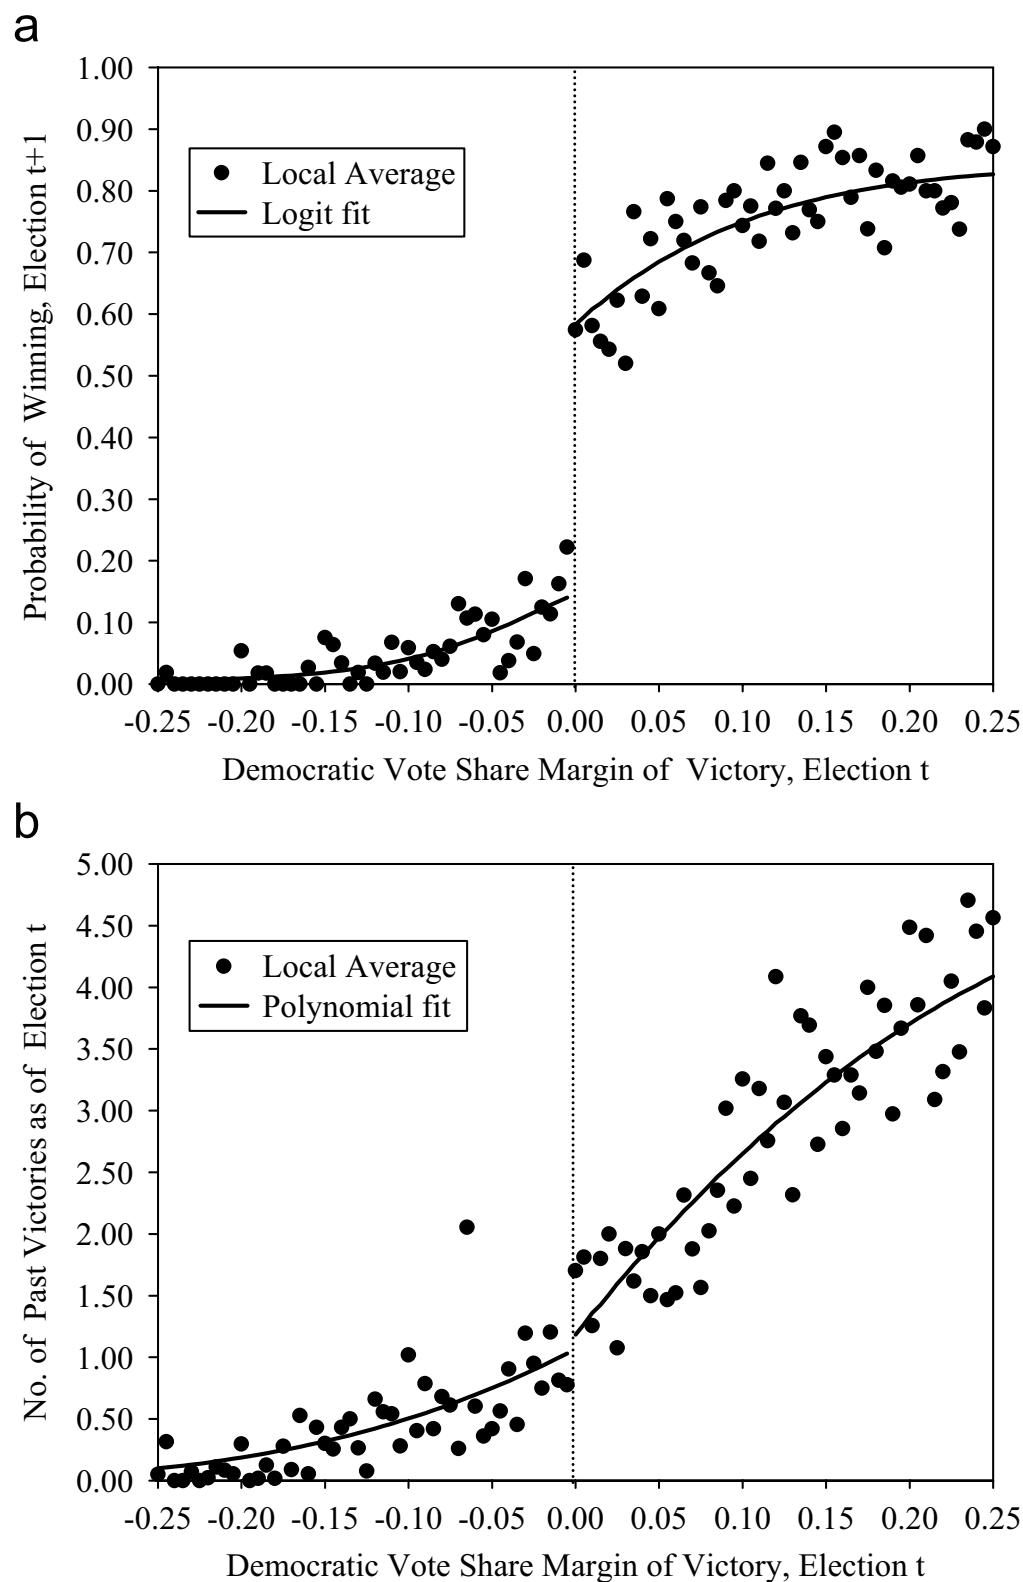 a
Probability of Winning, Election t+1
1.00
0.90
0.80
0.70
0.60
0.50
0.40
0.30
0.20
0.10
0.00
Local Average
Logit fit
-0.25 -0.20 -0.15 -0.10 -0.05 0.00 0.05 0.10 0.15 0.20 0.25
Democratic Vote Share Margin of Victory, Election t
b
No. of Past Victories as of Election t
5.00
4.50
4.00
3.50
3.00
2.50
2.00
1.50
1.00
0.50
0.00
Local Average
Polynomial fit
-0.25 -0.20 -0.15 -0.10 -0.05 0.00 0.05 0.10 0.15 0.20 0.25
Democratic Vote Share Margin of Victory, Election t